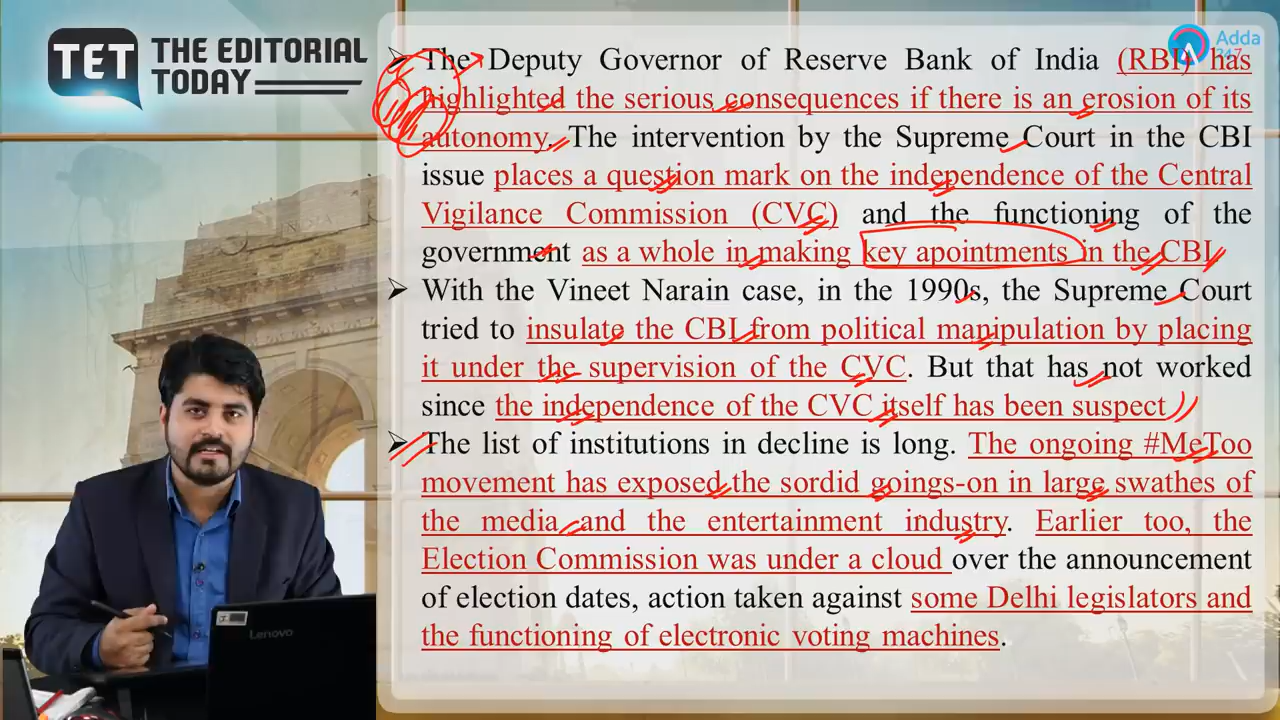 TET THE EDITORIAL
TODAY
Adda
247
The Deputy Governor of Reserve Bank of India (RBI) has
highlighted the serious consequences if there is an erosion of its
autonomy. The intervention by the Supreme Court in the CBI
issue places a question mark on the independence of the Central
Vigilance Commission (CVC) and the functioning of the
government as a whole in making key apointments in the CBI
With the Vineet Narain case, in the 1990s, the Supreme Court
tried to insulate the CBI from political manipulation by placing
it under the supervision of the CVC. But that has not worked
since the independence of the CVC itself has been suspect
The list of institutions in decline is long. The ongoing #MeToo
movement has exposed the sordid goings-on in large swathes of
the media and the entertainment industry. Earlier too, the
Election Commission was under a cloud over the announcement
of election dates, action taken against some Delhi legislators and
the functioning of electronic voting machines.
Lenovo